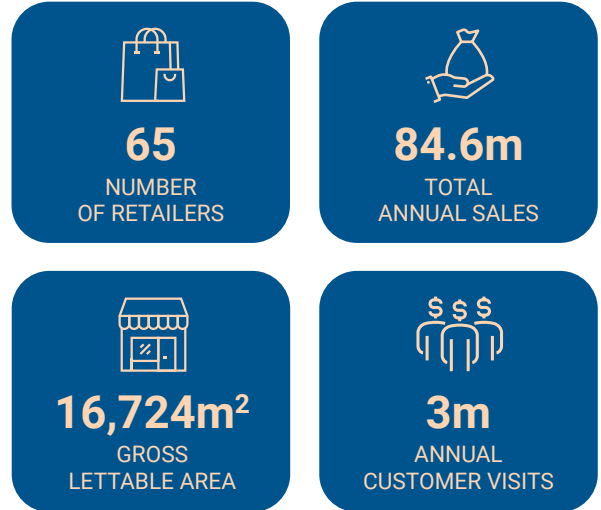 65
NUMBER
OF RETAILERS
84.6m
TOTAL
ANNUAL SALES
16,724m²
GROSS
LETTABLE AREA
$ $ $
3m
ANNUAL
CUSTOMER VISITS